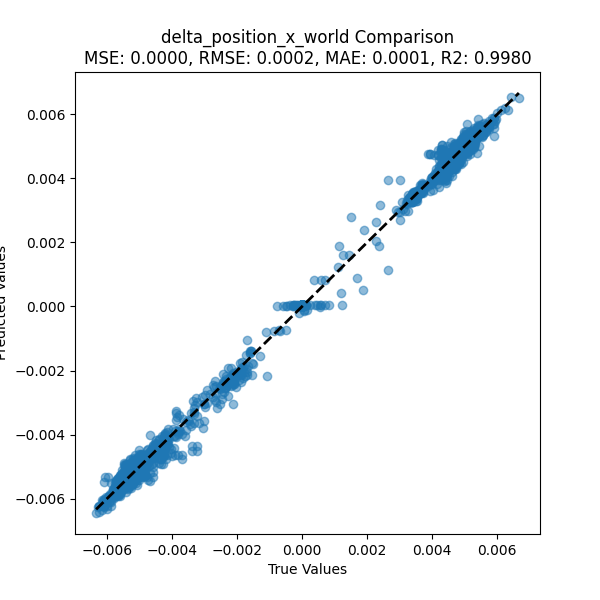 delta_position_x_world Comparison
MSE: 0.0000, RMSE: 0.0002, MAE: 0.0001, R2: 0.9980
0.006
0.004
0.002
0.000
−0.002
−0.004
−0.006
Predicted Values
−0.006 −0.004 −0.002 0.000 0.002 0.004 0.006
True Values